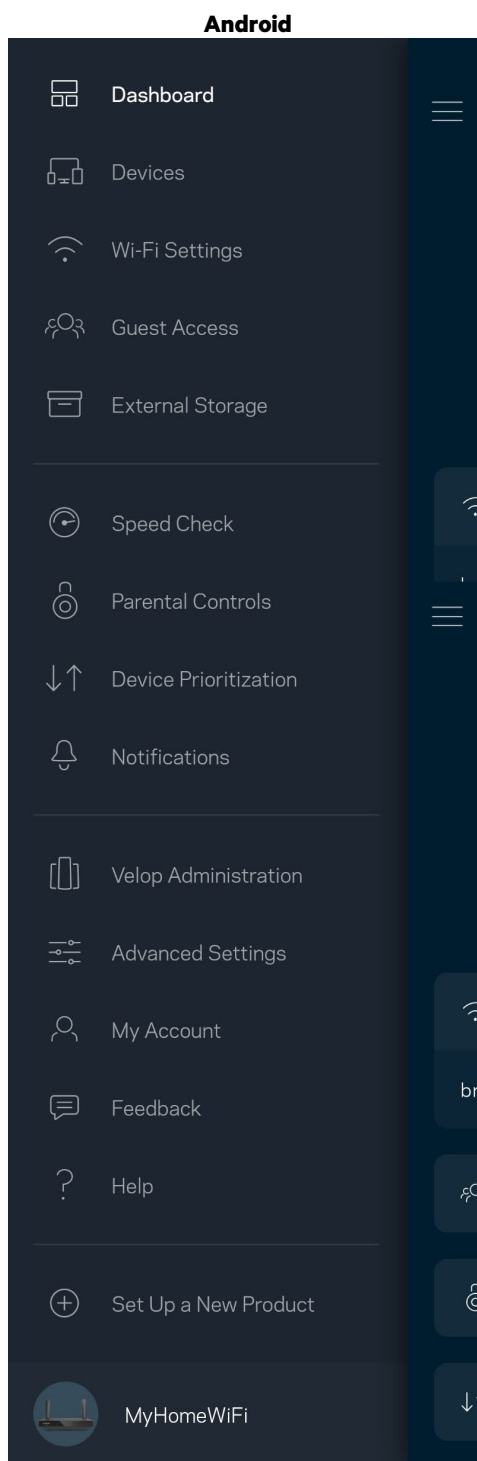 Android
Dashboard
Devices
Wi-Fi Settings
Guest Access
External Storage
Speed Check
Parental Controls
Device Prioritization
Notifications
Velop Administration
Advanced Settings
My Account
br
Feedback
Help
Set Up a New Product
MyHomeWiFi